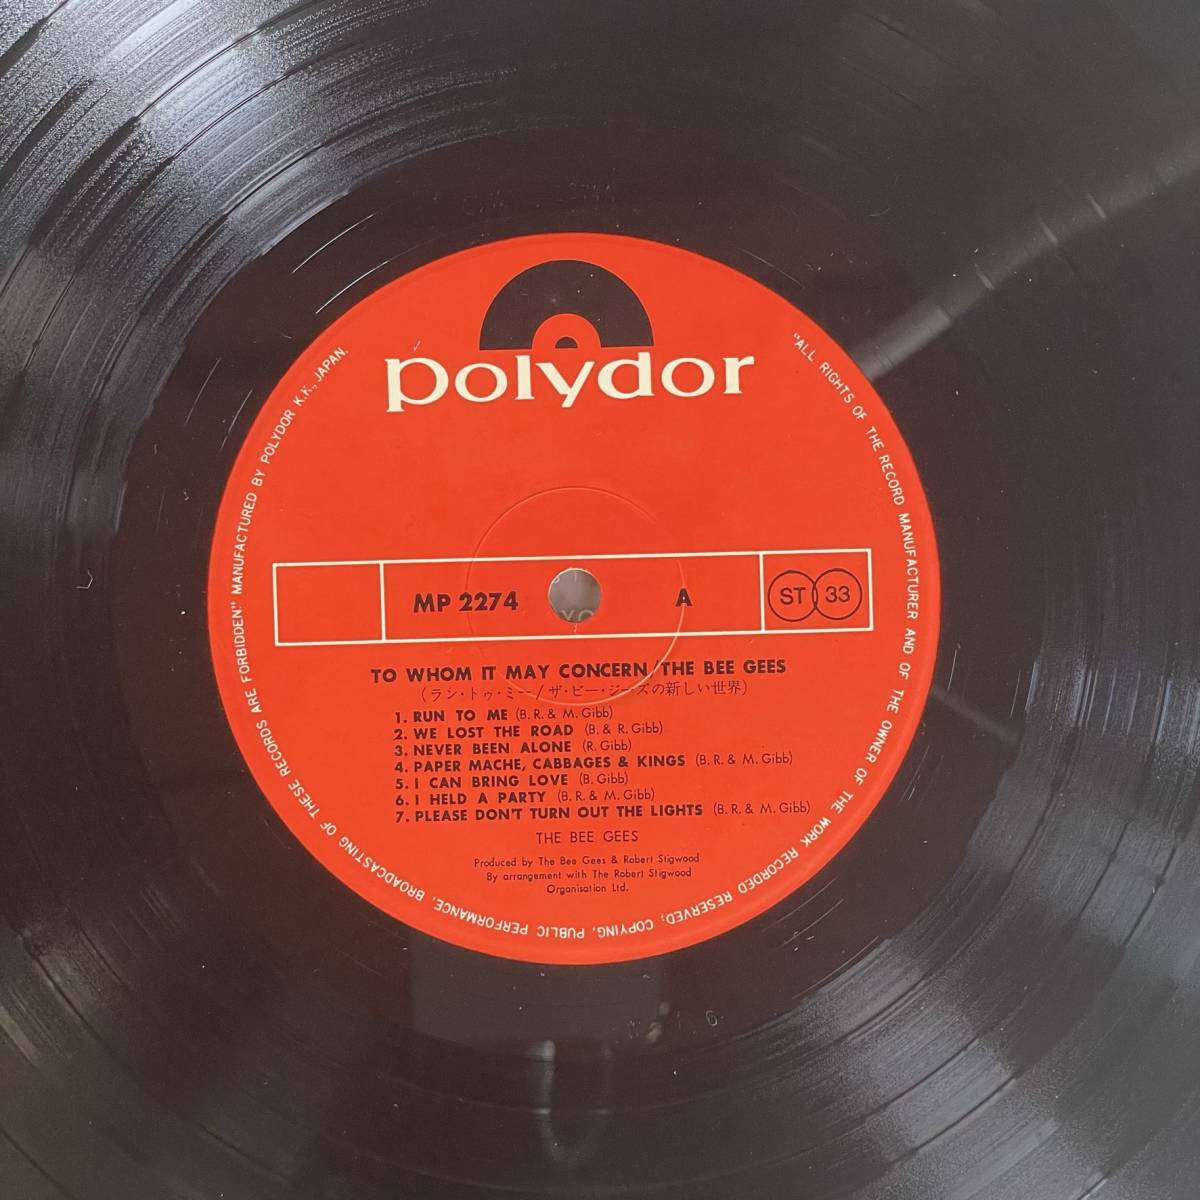 polydor
"ALL RIGHTS OF THE RECORD MANUFACTURER AND OF THE OWNER OF THE WORK RECORDED RESERVED; COPYING, PUBLIC PERFORMANCE, BROADCASTING OF THESE RECORDS ARE FORBIDDEN." MANUFACTURED BY POLYDOR K.K., JAPAN.
MP 2274 A ST 33
TO WHOM IT MAY CONCERN/THE BEE GEES
(ラン・トゥ・ミー/ザ・ビー・ジーズの新しい世界)
1. RUN TO ME (B. R. & M. Gibb)
2. WE LOST THE ROAD (B. & R. Gibb)
3. NEVER BEEN ALONE (R. Gibb)
4. PAPER MACHE, CABBAGES & KINGS (B. R. & M. Gibb)
5. I CAN BRING LOVE (B. Gibb)
6. I HELD A PARTY (B. R. & M. Gibb)
7. PLEASE DON'T TURN OUT THE LIGHTS (B. R. & M. Gibb)
THE BEE GEES
Produced by The Bee Gees & Robert Stigwood
By arrangement with The Robert Stigwood
Organisation Ltd.